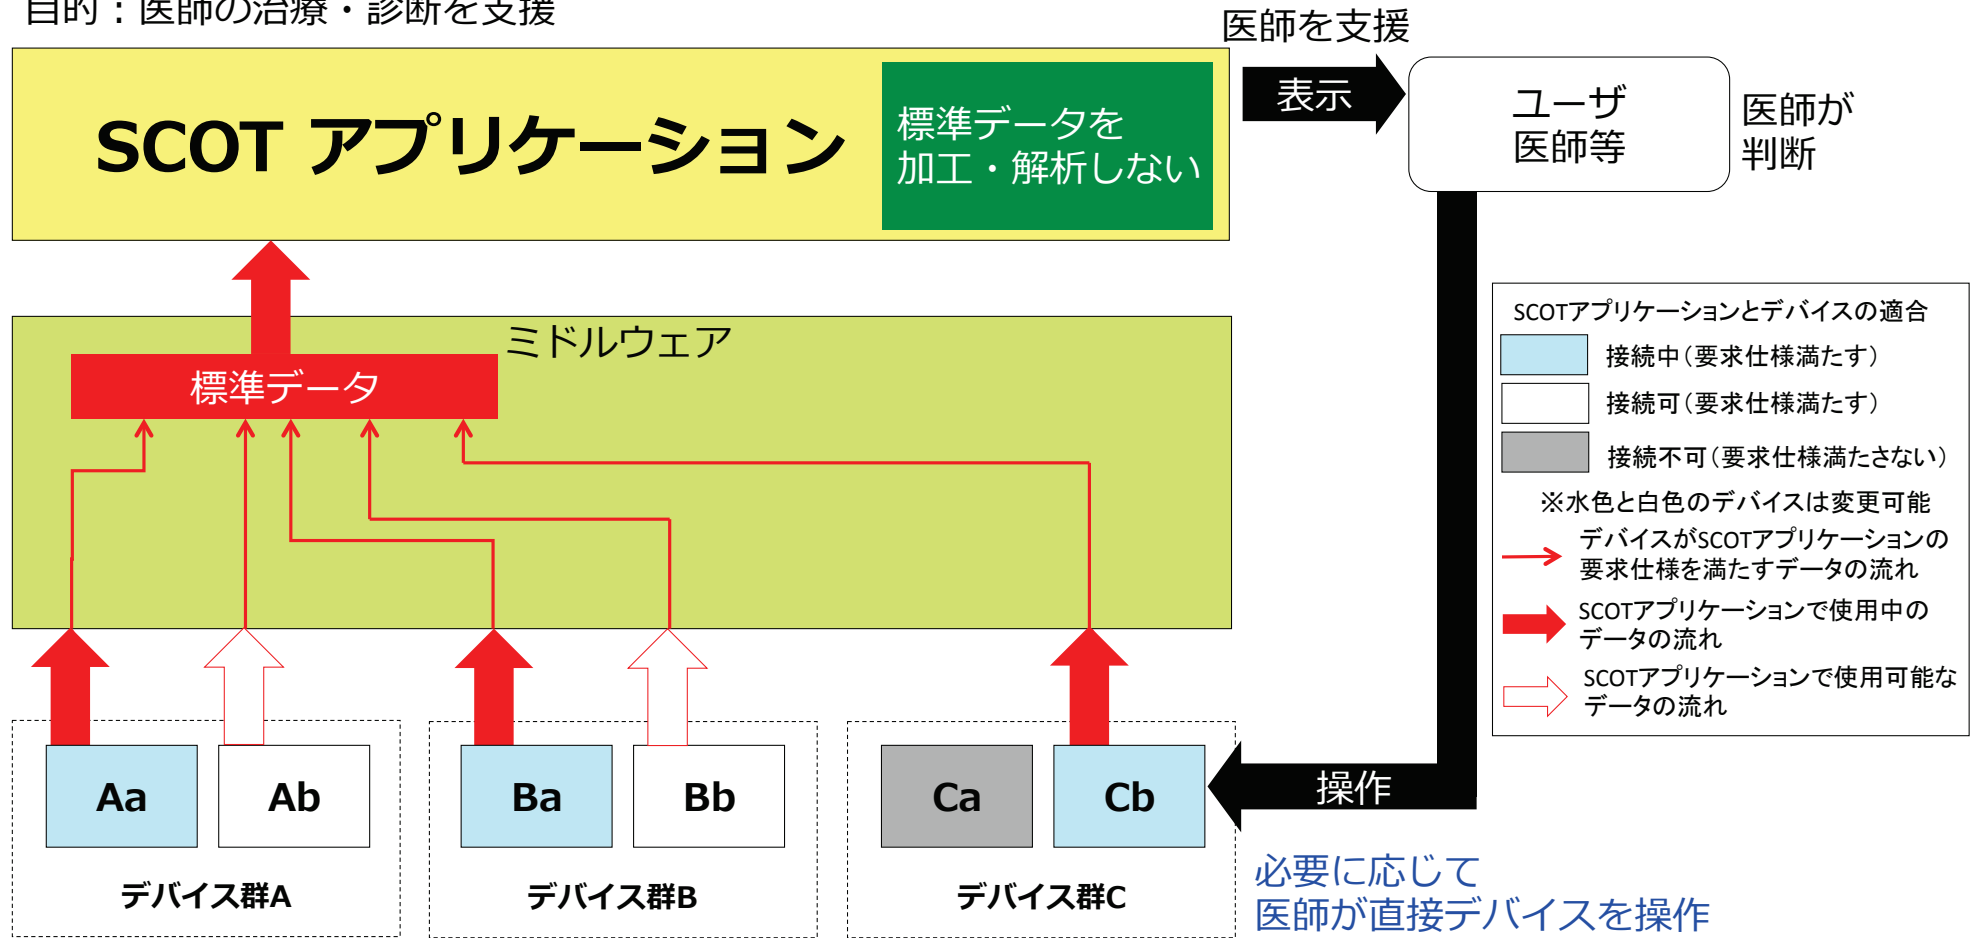 目的：医師の治療・診断を支援
医師を支援
SCOT アプリケーション
標準データを
加工・解析しない
表示
ユーザ
医師等
医師が
判断
ミドルウェア
標準データ
SCOTアプリケーションとデバイスの適合
接続中（要求仕様満たす）
接続可（要求仕様満たす）
接続不可（要求仕様満たさない）
※水色と白色のデバイスは変更可能
デバイスがSCOTアプリケーションの
要求仕様を満たすデータの流れ
SCOTアプリケーションで使用中の
データの流れ
SCOTアプリケーションで使用可能な
データの流れ
Aa
Ab
Ba
Bb
Ca
Cb
操作
デバイス群A
デバイス群B
デバイス群C
必要に応じて
医師が直接デバイスを操作